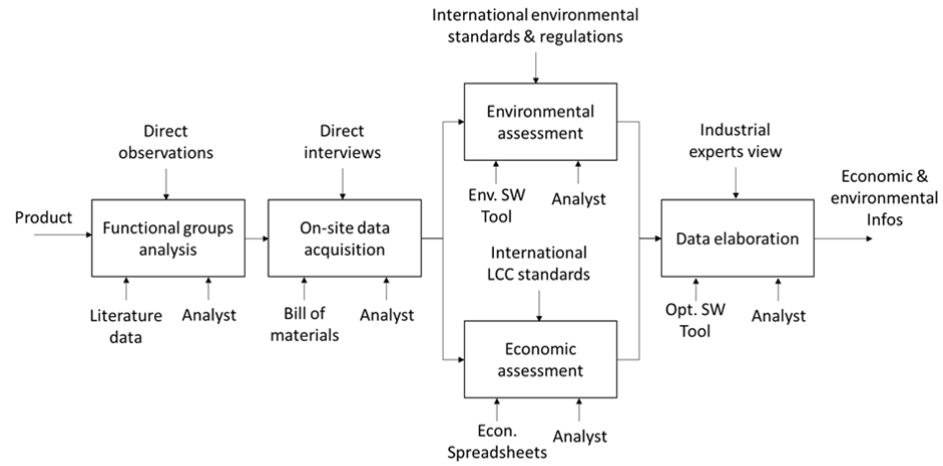 International environmental
standards & regulations
Environmental
assessment
Direct
observations
Direct
interviews
Industrial
experts view
Economic &
environmental
Infos
Env. SW
Tool
Analyst
Product
Functional groups
analysis
On-site data
acquisition
Data elaboration
International
LCC standards
Literature
data
Analyst
Bill of
materials
Analyst
Opt. SW
Tool
Analyst
Economic
assessment
Econ.
Spreadsheets
Analyst